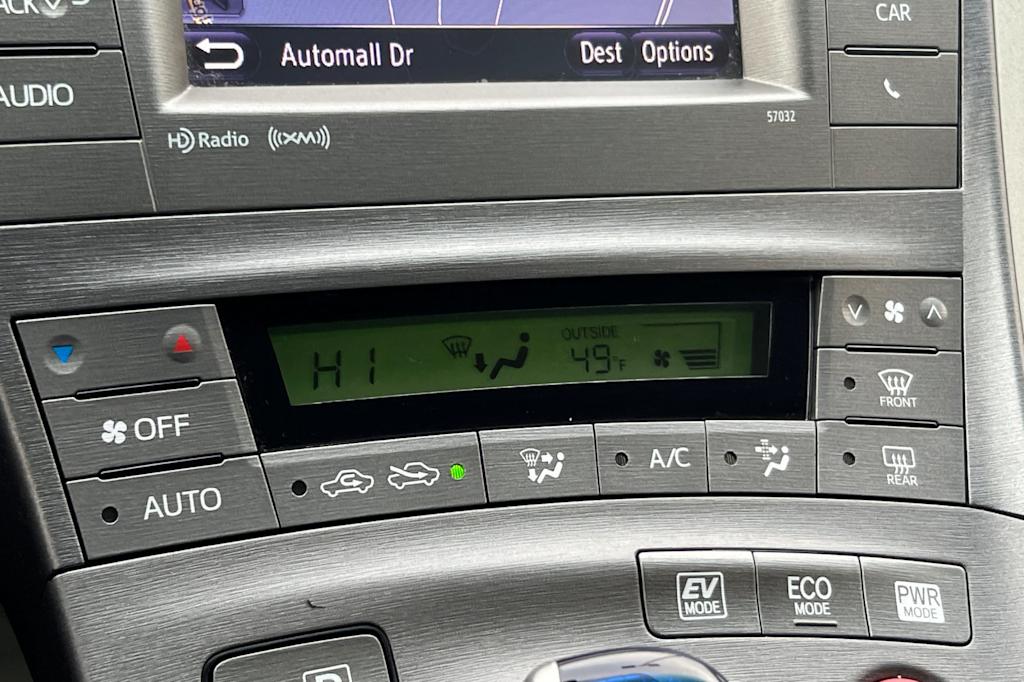 AUDIO
Automall Dr
Dest
Options
CAR
HD Radio
((XM))
57032
HI
OUTSIDE
49°F
OFF
AUTO
A/C
FRONT
REAR
EV
MODE
ECO
MODE
PWR
MODE